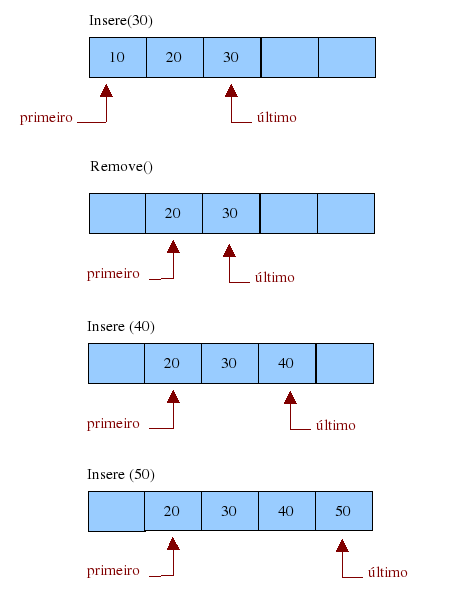 Insere(30)
10 20 30
primeiro último
Remove()
20 30
primeiro último
Insere (40)
20 30 40
primeiro último
Insere (50)
20 30 40 50
primeiro último